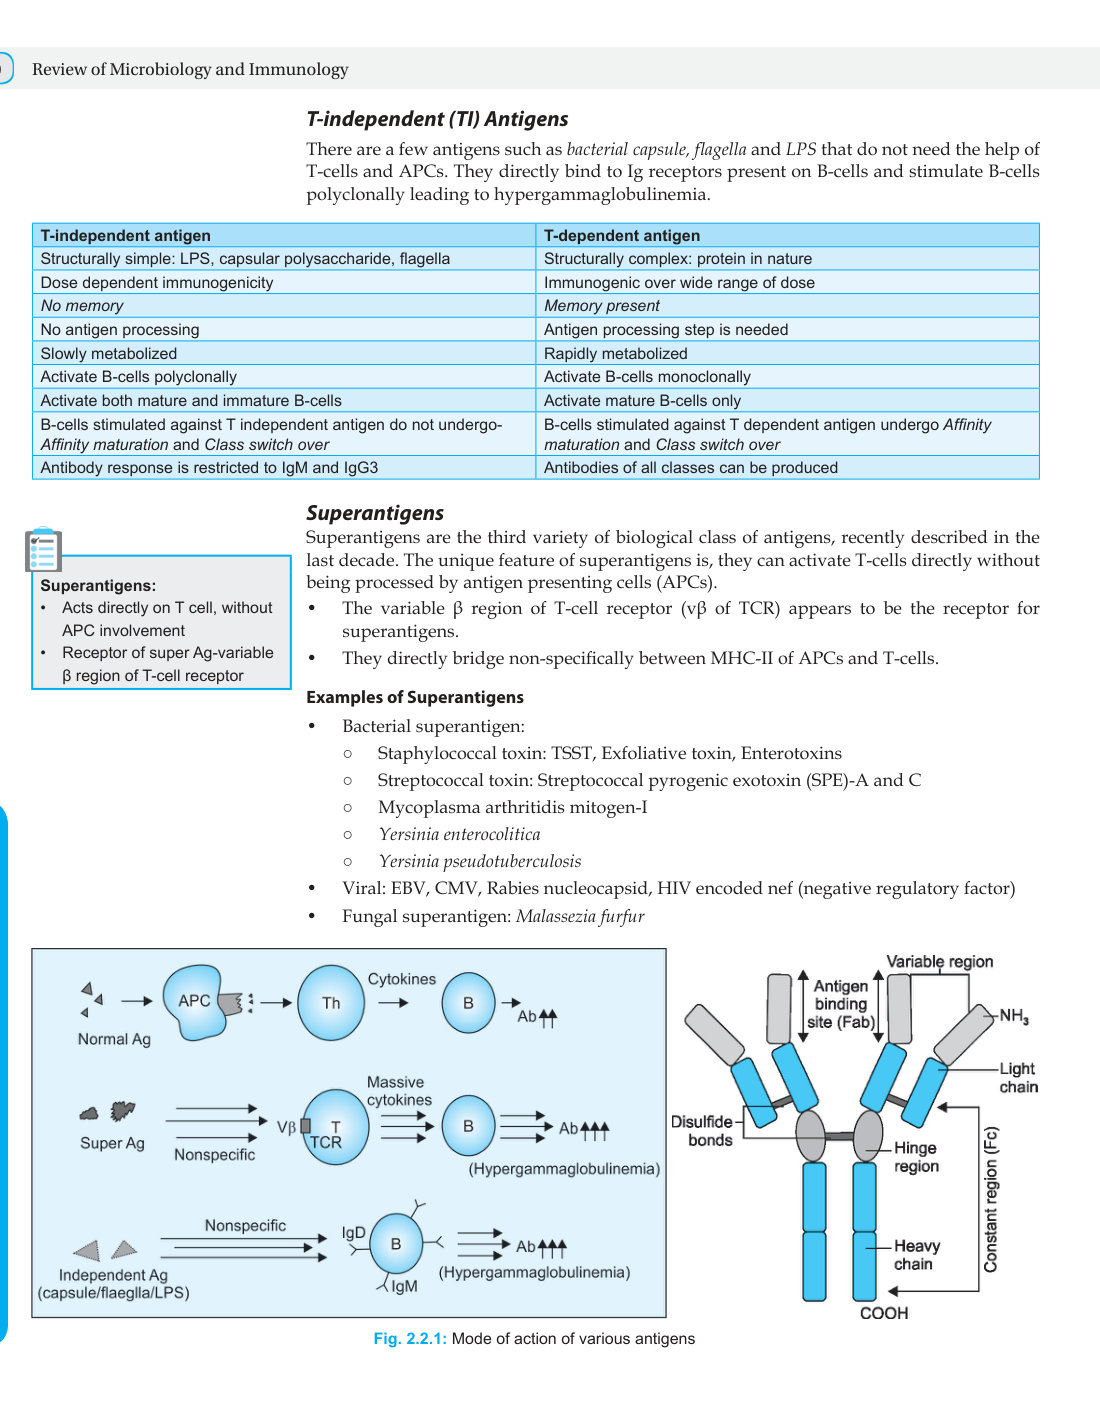 Review of Microbiology and Immunology
T-independent (TI) Antigens
There are a few antigens such as bacterial capsule, flagella and LPS that do not need the help of
T-cells and APCs. They directly bind to Ig receptors present on B-cells and stimulate B-cells
polyclonally leading to hypergammaglobulinemia.
T-independent antigen T-dependent antigen
Structurally simple: LPS, capsular polysaccharide, flagella Structurally complex: protein in nature
Dose dependent immunogenicity Immunogenic over wide range of dose
No memory Memory present
No antigen processing Antigen processing step is needed
Slowly metabolized Rapidly metabolized
Activate B-cells polyclonally Activate B-cells monoclonally
Activate both mature and immature B-cells Activate mature B-cells only
B-cells stimulated against T independent antigen do not undergo- B-cells stimulated against T dependent antigen undergo Affinity
Affinity maturation and Class switch over maturation and Class switch over
Antibody response is restricted to IgM and IgG3 Antibodies of all classes can be produced
Superantigens
Superantigens are the third variety of biological class of antigens, recently described in the
last decade. The unique feature of superantigens is, they can activate T-cells directly without
being processed by antigen presenting cells (APCs).
• The variable β region of T-cell receptor (vβ of TCR) appears to be the receptor for
superantigens.
• They directly bridge non-specifically between MHC-II of APCs and T-cells.
Superantigens:
• Acts directly on T cell, without
APC involvement
• Receptor of super Ag-variable
β region of T-cell receptor
Examples of Superantigens
• Bacterial superantigen:
○ Staphylococcal toxin: TSST, Exfoliative toxin, Enterotoxins
○ Streptococcal toxin: Streptococcal pyrogenic exotoxin (SPE)-A and C
○ Mycoplasma arthritidis mitogen-I
○ Yersinia enterocolitica
○ Yersinia pseudotuberculosis
• Viral: EBV, CMV, Rabies nucleocapsid, HIV encoded nef (negative regulatory factor)
• Fungal superantigen: Malassezia furfur
Normal Ag
APC
Th
Cytokines
B
Ab
Super Ag
Nonspecific
Vβ
T
TCR
Massive
cytokines
B
Ab
(Hypergammaglobulinemia)
Independent Ag
(capsule/flaeglla/LPS)
Nonspecific
IgD
B
IgM
Ab
(Hypergammaglobulinemia)
Variable region
Antigen
binding
site (Fab)
NH3
Light
chain
Disulfide
bonds
Hinge
region
Constant region (Fc)
Heavy
chain
COOH
Fig. 2.2.1: Mode of action of various antigens